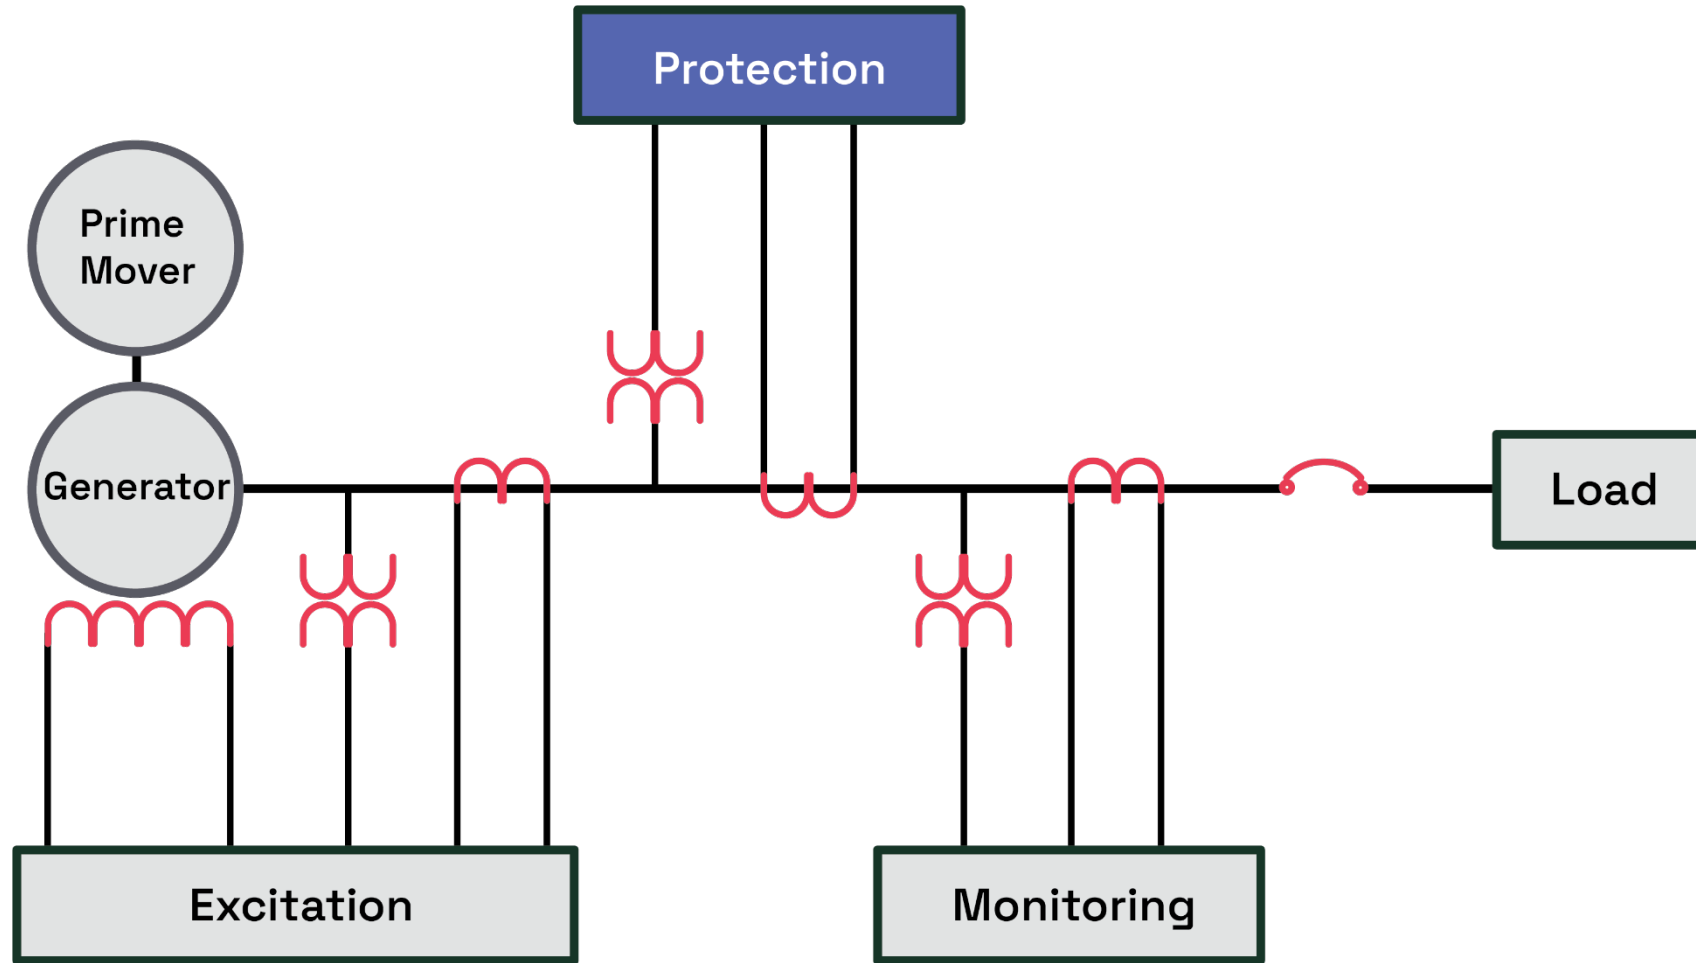 Protection
Prime
Mover
Generator
Load
Excitation
Monitoring